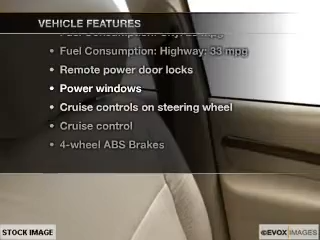 VEHICLE FEATURES
• Fuel Consumption: Highway: 33 mpg
• Remote power door locks
• Power windows
• Cruise controls on steering wheel
• Cruise control
• 4-wheel ABS Brakes
STOCK IMAGE
©EVOX IMAGES